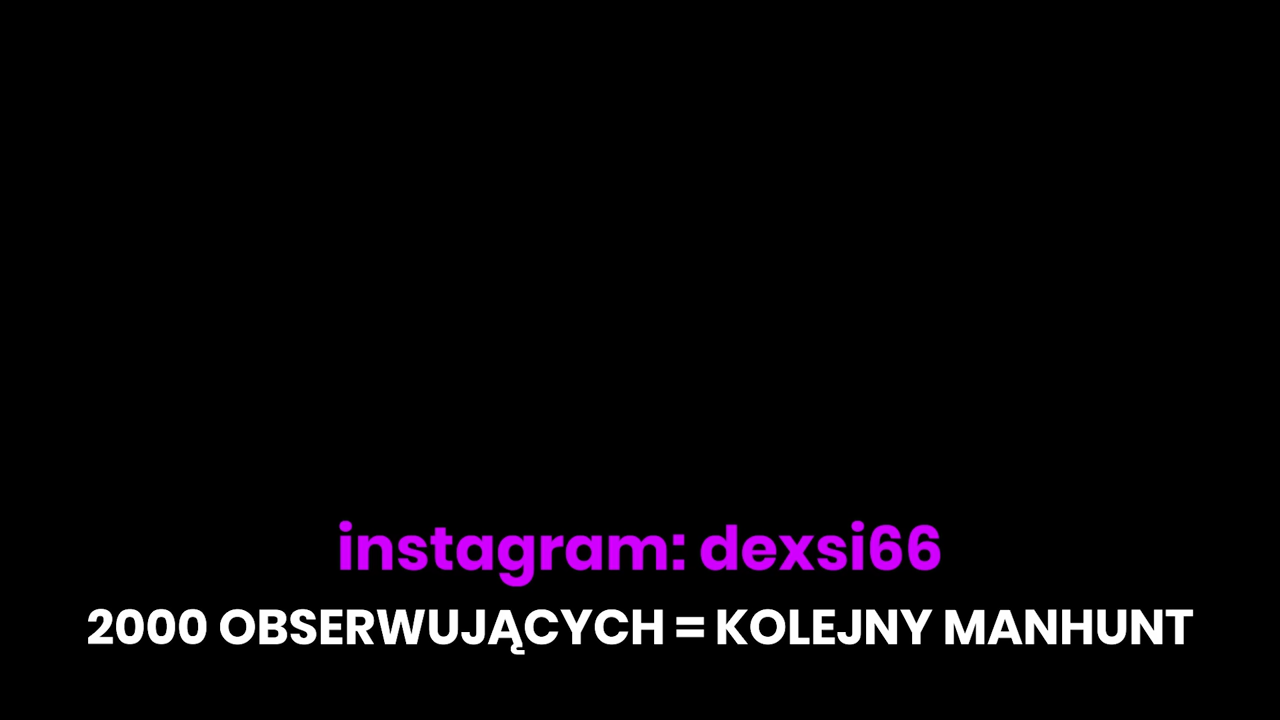 instagram: dexsi66
2000 OBSERWUJĄCYCH = KOLEJNY MANHUNT